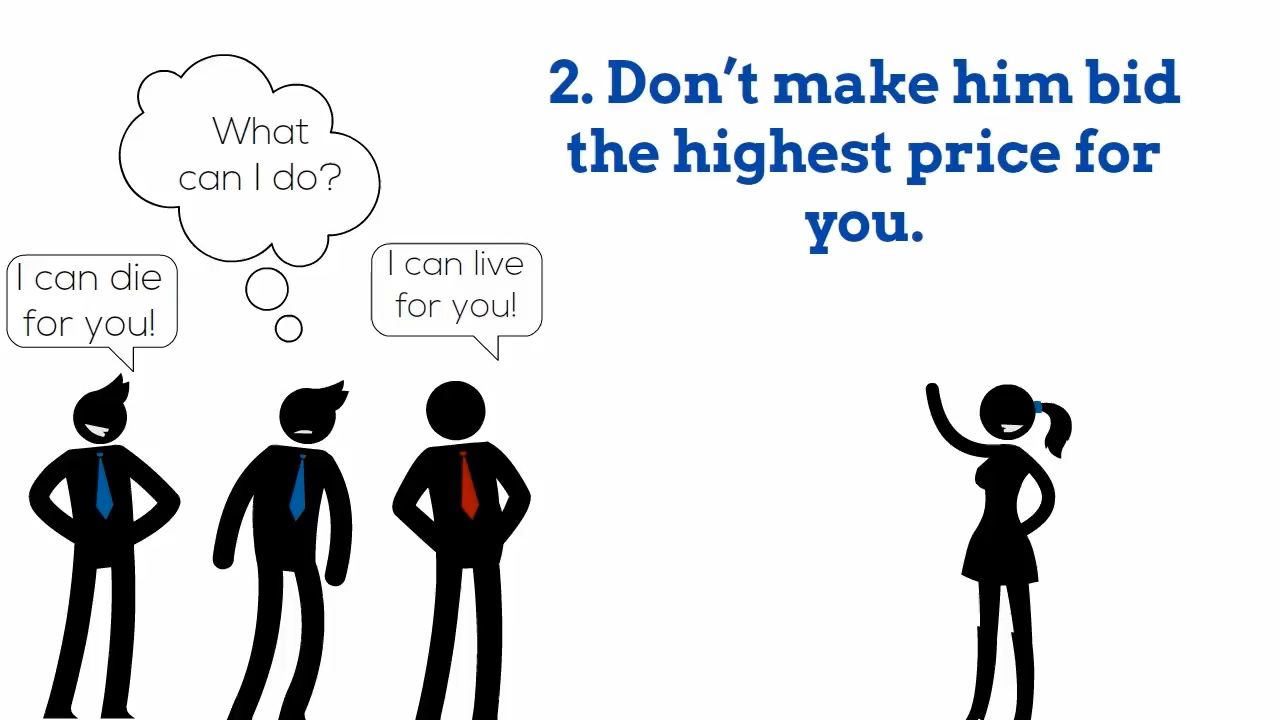 2. Don’t make him bid
the highest price for
you.
What
can I do?
I can die
for you!
I can live
for you!